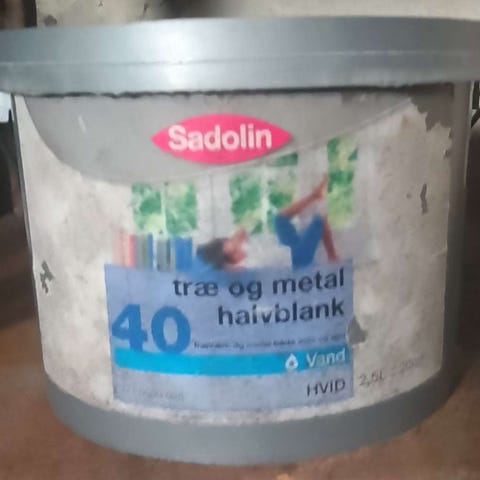 Sadolin
træ og metal
halvblank
40
Vand
HVID
2,5L